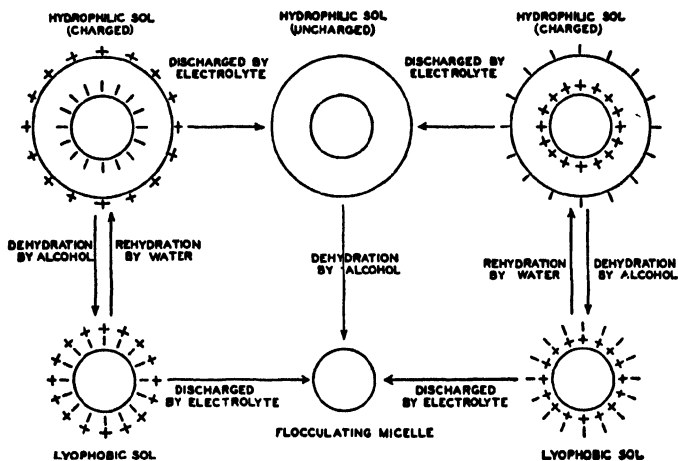 HYDROPHILIC SOL
(CHARGED)
HYDROPHILIC SOL
(UNCHARGED)
HYDROPHILIC SOL
(CHARGED)
DISCHARGED BY
ELECTROLYTE
DISCHARGED BY
ELECTROLYTE
DEHYDRATION
BY ALCOHOL
REHYDRATION
BY WATER
DEHYDRATION
BY ALCOHOL
REHYDRATION
BY WATER
DEHYDRATION
BY ALCOHOL
DISCHARGED
BY ELECTROLYTE
DISCHARGED
BY ELECTROLYTE
FLOCCULATING MICELLE
LYOPHOBIC SOL
LYOPHOBIC SOL